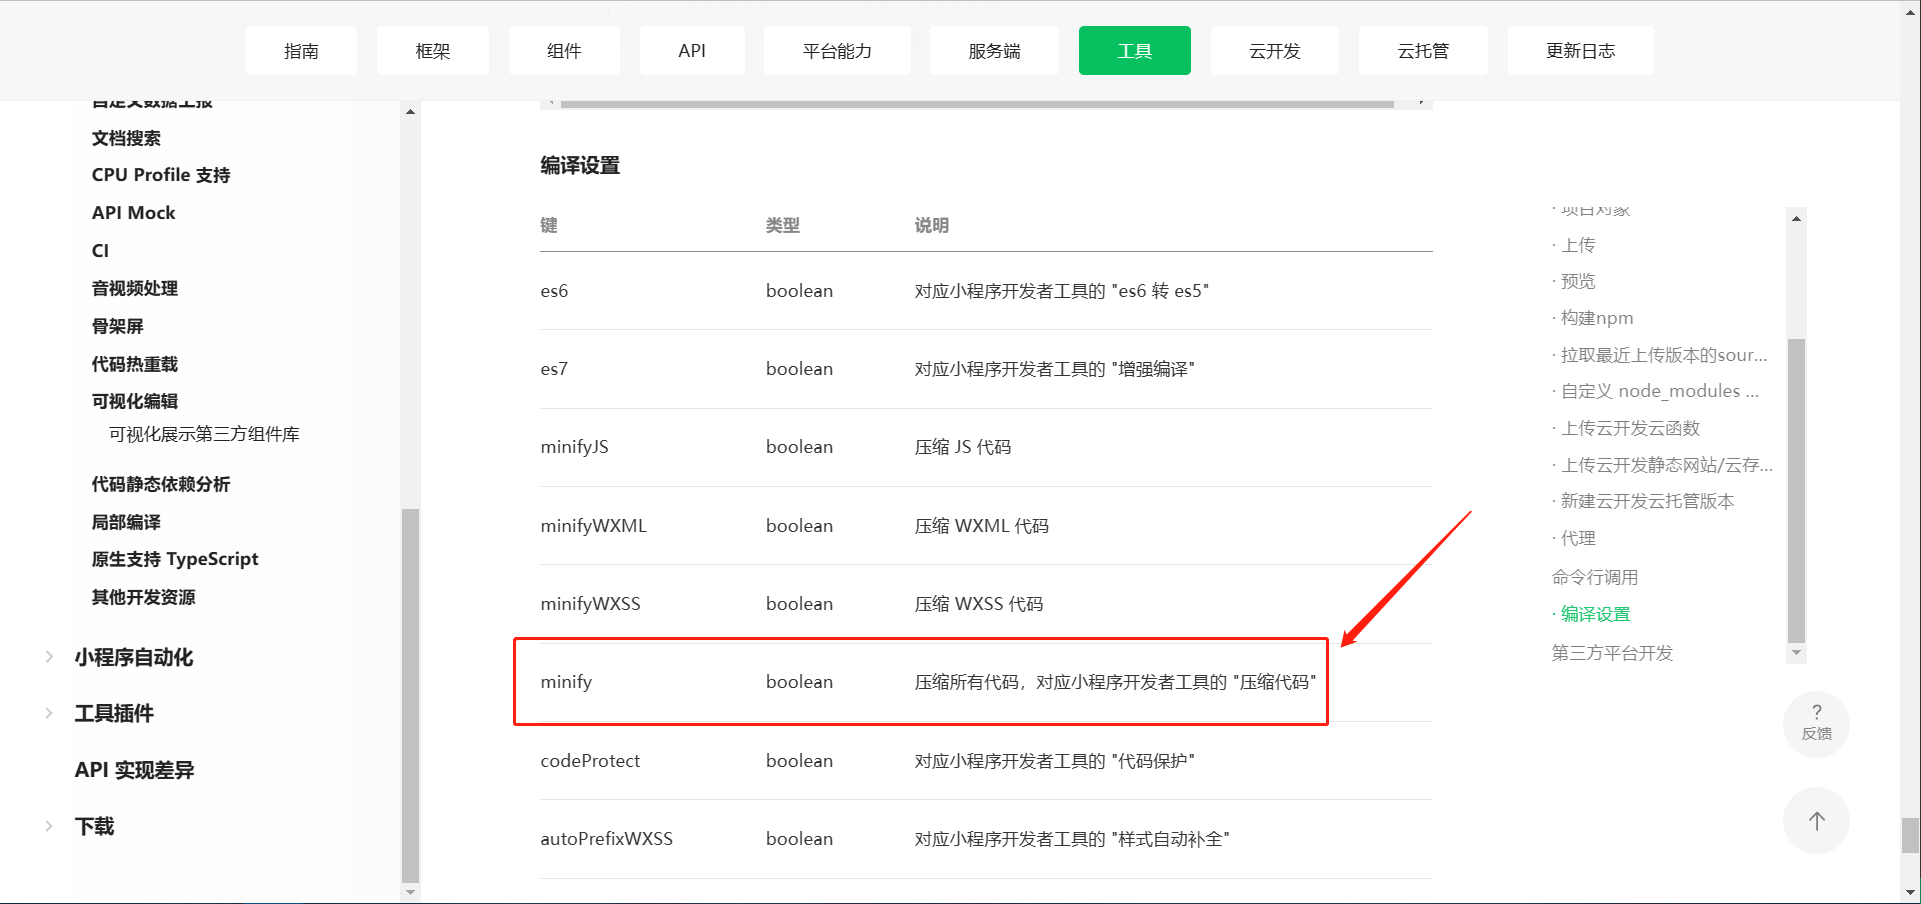 指南
框架
组件
API
平台能力
服务端
工具
云开发
云托管
更新日志
自定义数据上报
文档搜索
CPU Profile 支持
API Mock
CI
音视频处理
骨架屏
代码热重载
可视化编辑
可视化展示第三方组件库
代码静态依赖分析
局部编译
原生支持 TypeScript
其他开发资源
小程序自动化
工具插件
API 实现差异
下载
编译设置
键 类型 说明
es6 boolean 对应小程序开发者工具的 "es6 转 es5"
es7 boolean 对应小程序开发者工具的 "增强编译"
minifyJS boolean 压缩 JS 代码
minifyWXML boolean 压缩 WXML 代码
minifyWXSS boolean 压缩 WXSS 代码
minify boolean 压缩所有代码，对应小程序开发者工具的 "压缩代码"
codeProtect boolean 对应小程序开发者工具的 "代码保护"
autoPrefixWXSS boolean 对应小程序开发者工具的 "样式自动补全"
· 项目对象
· 上传
· 预览
· 构建npm
· 拉取最近上传版本的sour...
· 自定义 node_modules ...
· 上传云开发云函数
· 上传云开发静态网站/云存...
· 新建云开发云托管版本
· 代理
命令行调用
· 编译设置
第三方平台开发
?
反馈